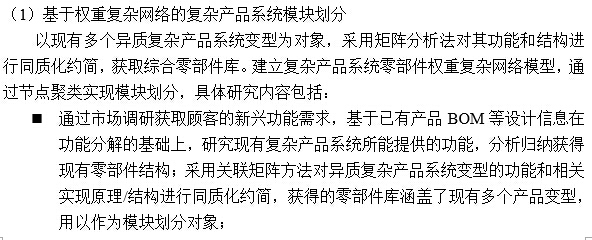 （1）基于权重复杂网络的复杂产品系统模块划分
以现有多个异质复杂产品系统变型为对象，采用矩阵分析法对其功能和结构进
行同质化约简，获取综合零部件库。建立复杂产品系统零部件权重复杂网络模型，通
过节点聚类实现模块划分，具体研究内容包括：
■ 通过市场调研获取顾客的新兴功能需求，基于已有产品 BOM 等设计信息在
功能分解的基础上，研究现有复杂产品系统所能提供的功能，分析归纳获得
现有零部件结构；采用关联矩阵方法对异质复杂产品系统变型的功能和相关
实现原理/结构进行同质化约简，获得的零部件库涵盖了现有多个产品变型，
用以作为模块划分对象；